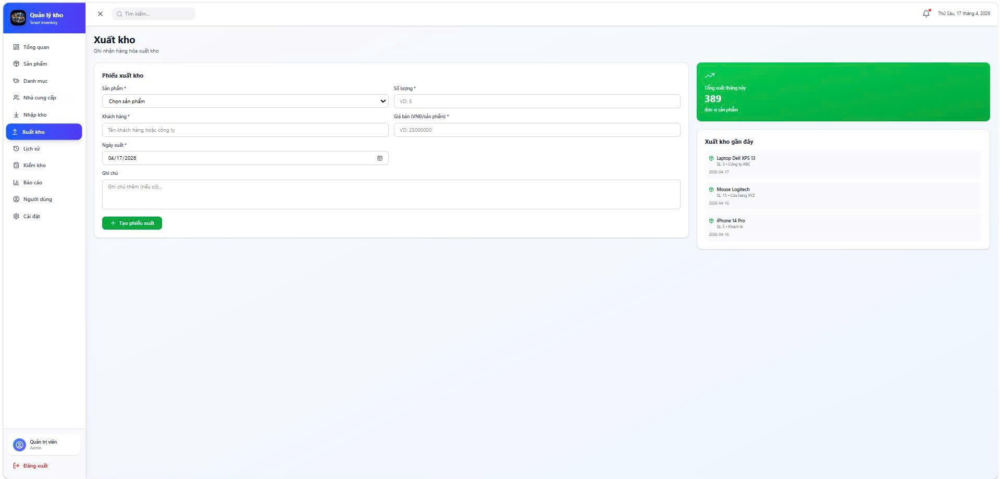 Quản lý kho
Smart Inventory
Tổng quan
Sản phẩm
Danh mục
Nhà cung cấp
Nhập kho
Xuất kho
Lịch sử
Kiểm kho
Báo cáo
Người dùng
Cài đặt
Quản trị viên
Admin
Đăng xuất
Tìm kiếm...
Thứ Sáu, 17 tháng 4, 2026
Xuất kho
Ghi nhận hàng hóa xuất kho
Phiếu xuất kho
Sản phẩm *
Chọn sản phẩm
Số lượng *
VD: 5
Khách hàng *
Tên khách hàng hoặc công ty
Giá bán (VNĐ/sản phẩm) *
VD: 25000000
Ngày xuất *
04/17/2026
Ghi chú
Ghi chú thêm (nếu có)...
Tạo phiếu xuất
Tổng xuất tháng này
389
đơn vị sản phẩm
Xuất kho gần đây
Laptop Dell XPS 13
SL: 3 • Công ty ABC
2026-04-17
Mouse Logitech
SL: 15 • Cửa hàng XYZ
2026-04-16
iPhone 14 Pro
SL: 5 • Khách lẻ
2026-04-16